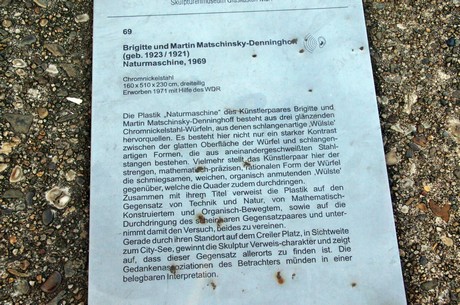 Skulpturenmuseum Glaskasten Marl
69
Brigitte und Martin Matschinsky-Denninghoff
(geb. 1923 / 1921)
Naturmaschine, 1969
Chromnickelstahl
160 x 510 x 230 cm, dreiteilig
Erworben 1971 mit Hilfe des WDR
Die Plastik „Naturmaschine" des Künstlerpaares Brigitte und
Martin Matschinsky-Denninghoff besteht aus drei glänzenden
Chromnickelstahl-Würfeln, aus denen schlangenartige ‚Wülste'
hervorquellen. Es besteht hier nicht nur ein starker Kontrast
zwischen der glatten Oberfläche der Würfel und schlangen-
artigen Formen, die aus aneinandergeschweißten Stahl-
stangen bestehen. Vielmehr stellt das Künstlerpaar hier der
strengen, mathematisch-präzisen, rationalen Form der Würfel
die schmiegsamen, weichen, organisch anmutenden ‚Wülste'
gegenüber, welche die Quader zudem durchdringen.
Zusammen mit ihrem Titel verweist die Plastik auf den
Gegensatz von Technik und Natur, von Mathematisch-
Konstruiertem und Organisch-Bewegtem, sowie auf die
Durchdringung des scheinbaren Gegensatzpaares und unter-
nimmt damit den Versuch, beides zu vereinen.
Gerade durch ihren Standort auf dem Creiler Platz, in Sichtweite
zum City-See, gewinnt die Skulptur Verweis-charakter und zeigt
auf, dass dieser Gegensatz allerorts zu finden ist. Die
Gedankenassoziationen des Betrachters münden in einer
belegbaren Interpretation.